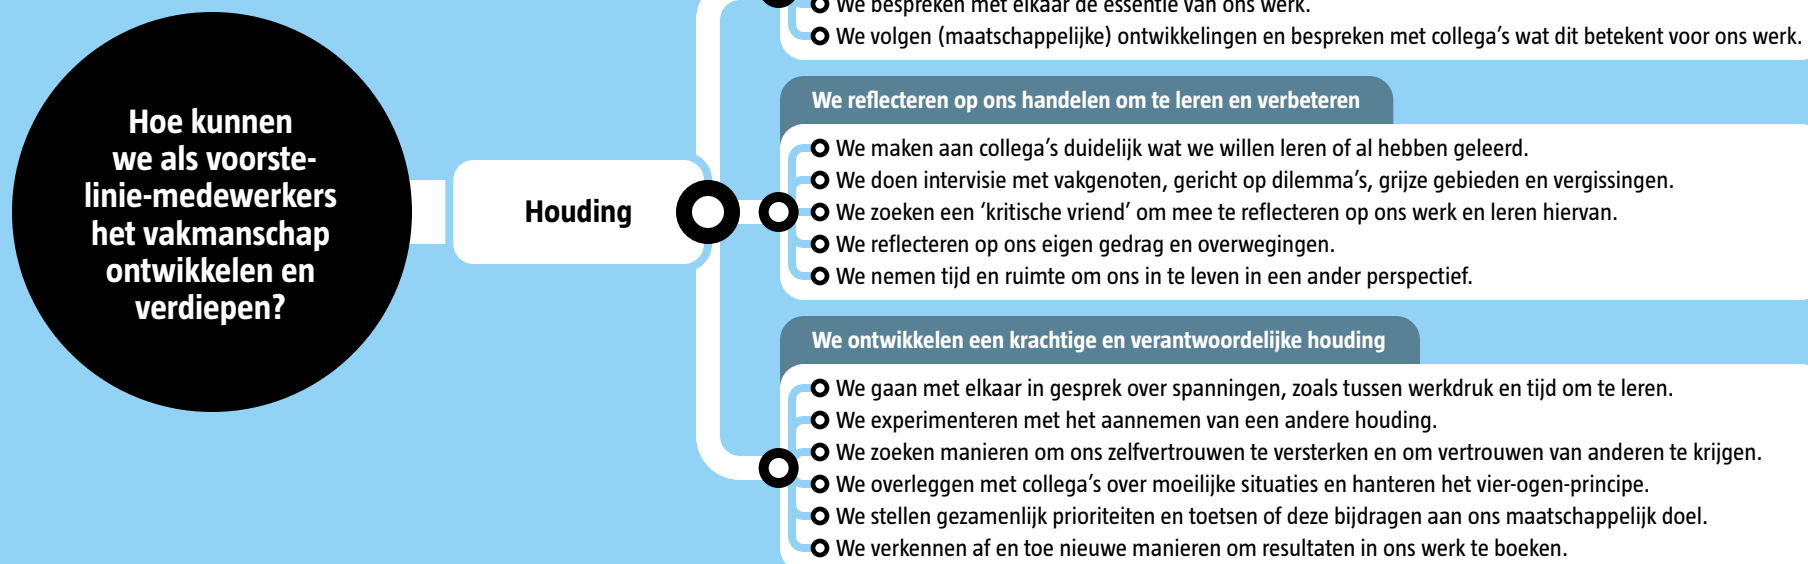 Hoe kunnen
we als voorste-
linie-medewerkers
het vakmanschap
ontwikkelen en
verdiepen?
Houding
We bespreken met elkaar de essentie van ons werk.
We volgen (maatschappelijke) ontwikkelingen en bespreken met collega’s wat dit betekent voor ons werk.
We reflecteren op ons handelen om te leren en verbeteren
We maken aan collega’s duidelijk wat we willen leren of al hebben geleerd.
We doen intervisie met vakgenoten, gericht op dilemma’s, grijze gebieden en vergissingen.
We zoeken een ‘kritische vriend’ om mee te reflecteren op ons werk en leren hiervan.
We reflecteren op ons eigen gedrag en overwegingen.
We nemen tijd en ruimte om ons in te leven in een ander perspectief.
We ontwikkelen een krachtige en verantwoordelijke houding
We gaan met elkaar in gesprek over spanningen, zoals tussen werkdruk en tijd om te leren.
We experimenteren met het aannemen van een andere houding.
We zoeken manieren om ons zelfvertrouwen te versterken en om vertrouwen van anderen te krijgen.
We overleggen met collega’s over moeilijke situaties en hanteren het vier-ogen-principe.
We stellen gezamenlijk prioriteiten en toetsen of deze bijdragen aan ons maatschappelijk doel.
We verkennen af en toe nieuwe manieren om resultaten in ons werk te boeken.